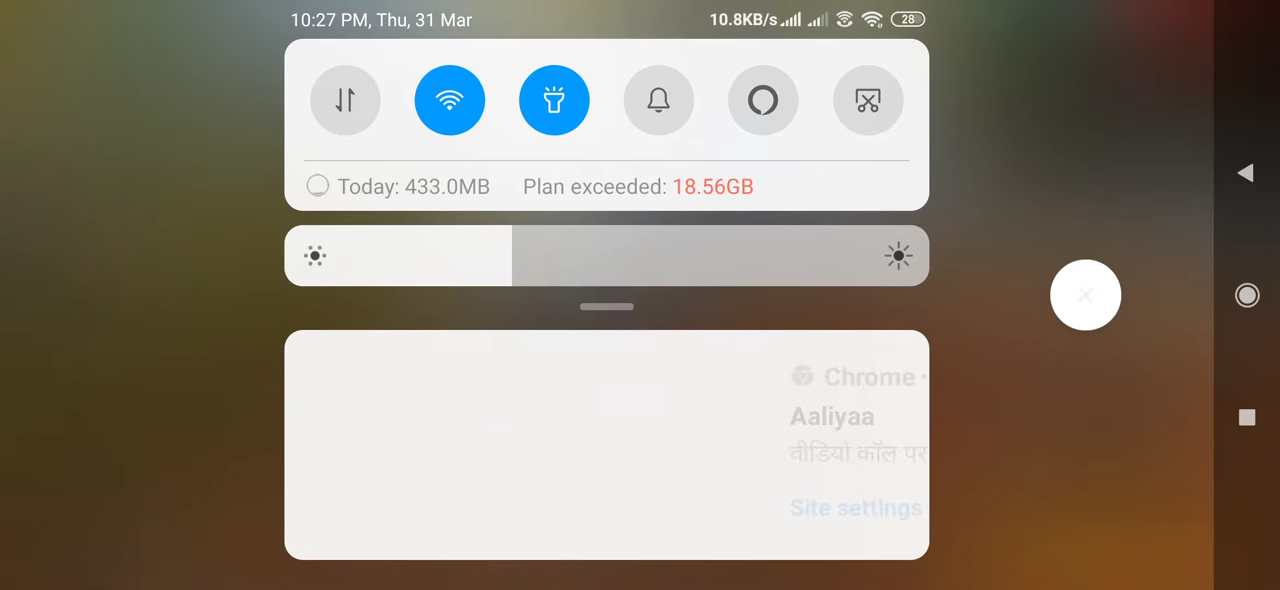 10:27 PM, Thu, 31 Mar 10.8KB/s 28
Today: 433.0MB Plan exceeded: 18.56GB
Chrome ·
Aaliyaa
वीडियो कॉल पर
Site settings